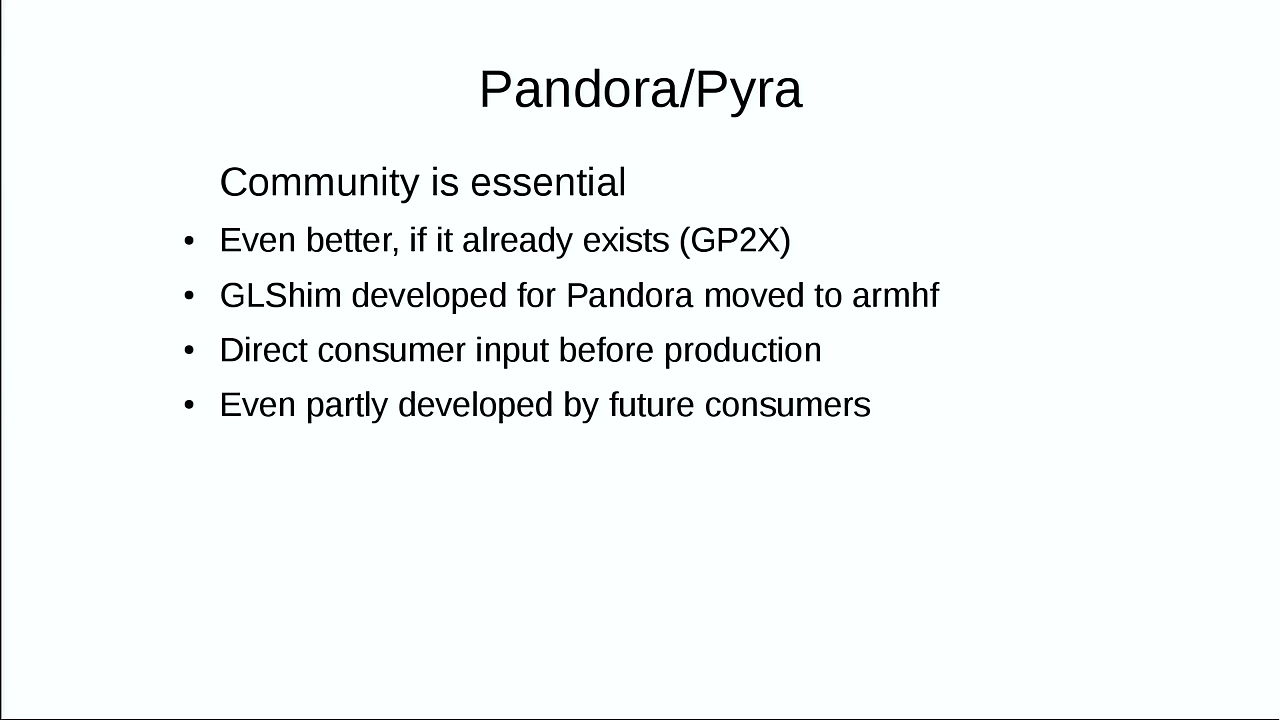 Pandora/Pyra
Community is essential
• Even better, if it already exists (GP2X)
• GLShim developed for Pandora moved to armhf
• Direct consumer input before production
• Even partly developed by future consumers